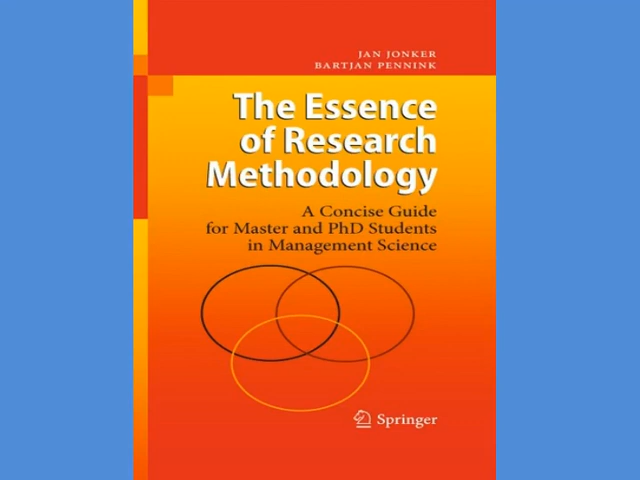 JAN JONKER
BARTJAN PENNINK
The Essence
of Research
Methodology
A Concise Guide
for Master and PhD Students
in Management Science
Springer